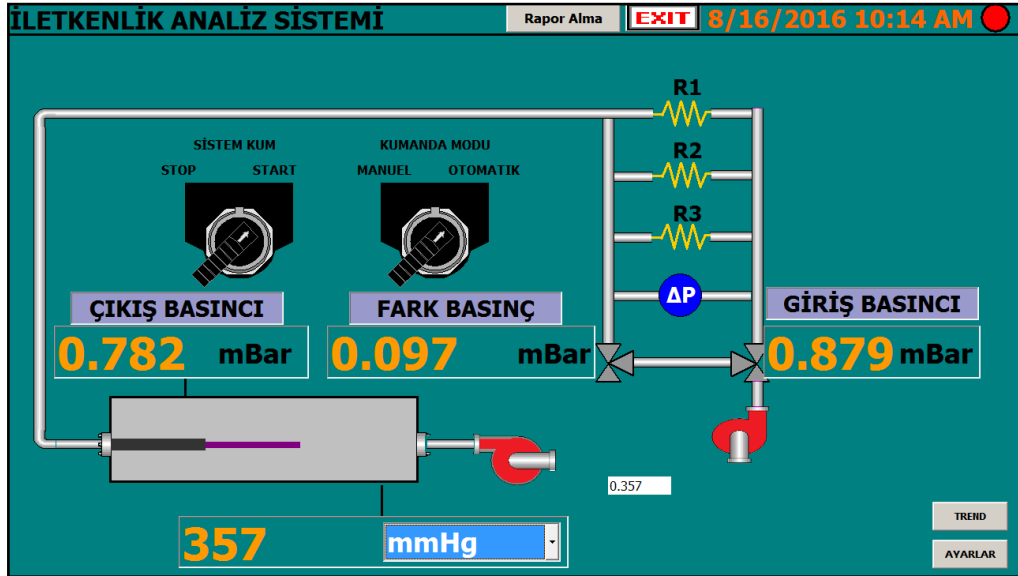 İLETKENLİK ANALİZ SİSTEMİ
Rapor Alma
EXIT
8/16/2016 10:14 AM
R1
SİSTEM KUM
KUMANDA MODU
STOP
START
MANUEL
OTOMATIK
R2
R3
ΔP
ÇIKIŞ BASINCI
FARK BASINÇ
GİRİŞ BASINCI
0.782 mBar
0.097 mBar
0.879 mBar
0.357
357 mmHg
TREND
AYARLAR